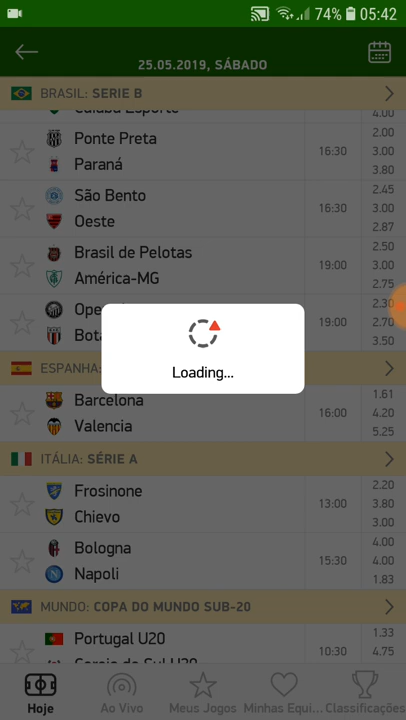 74% 05:42
25.05.2019, SÁBADO
BRASIL: SERIE B
Cuiabá Esporte
4.00
Ponte Preta
Paraná
16:30
2.00
3.00
3.80
São Bento
Oeste
16:30
2.45
3.00
2.87
Brasil de Pelotas
América-MG
19:00
2.50
3.00
2.75
Ope
Bota
19:00
2.30
2.70
3.50
Loading...
ESPANHA:
Barcelona
Valencia
16:00
1.61
4.20
5.25
ITÁLIA: SÉRIE A
Frosinone
Chievo
13:00
2.20
3.80
3.00
Bologna
Napoli
15:30
4.00
4.00
1.83
MUNDO: COPA DO MUNDO SUB-20
Portugal U20
Coreia do Sul U20
10:30
1.33
4.75
Hoje
Ao Vivo
Meus Jogos
Minhas Equi...
Classificações